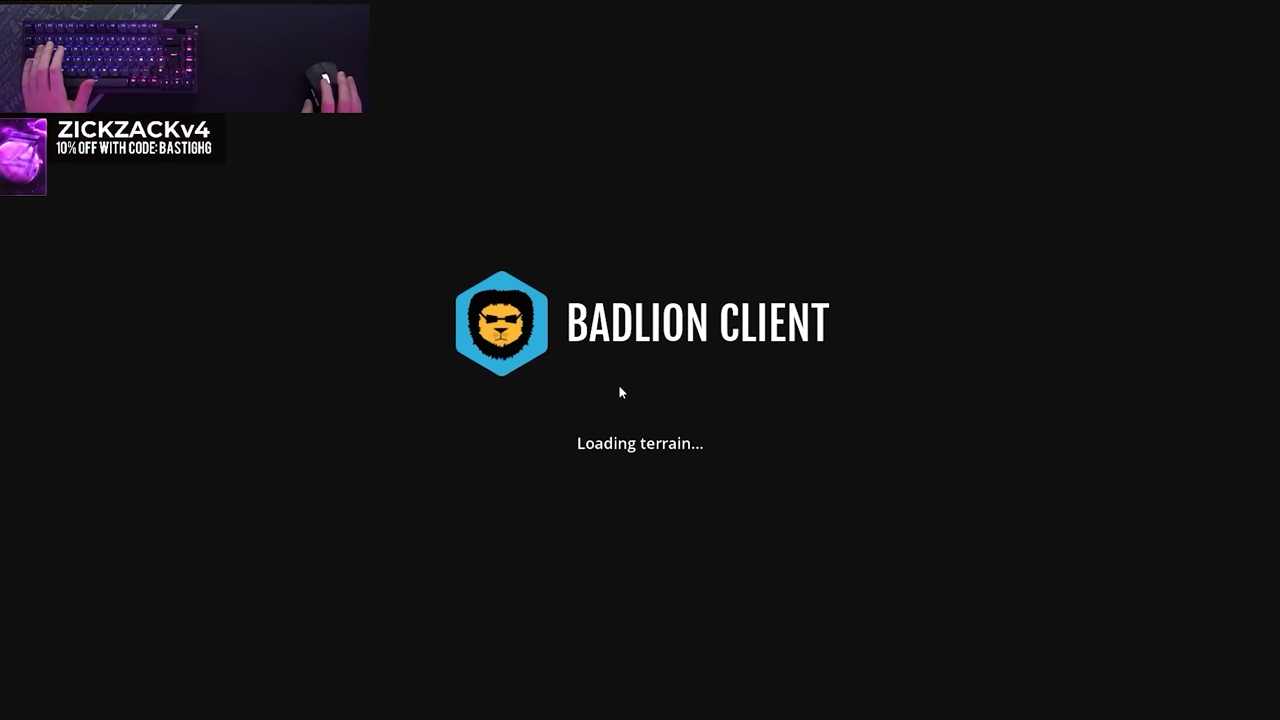 ZICKZACKv4
10% OFF WITH CODE: BASTIGHG
BADLION CLIENT
Loading terrain...